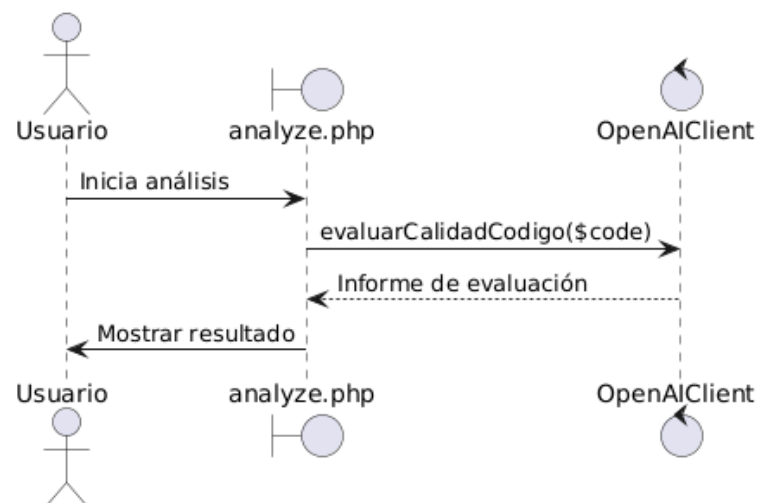 Usuario
analyze.php
OpenAIClient
Inicia análisis
evaluarCalidadCodigo($code)
Informe de evaluación
Mostrar resultado
Usuario
analyze.php
OpenAIClient